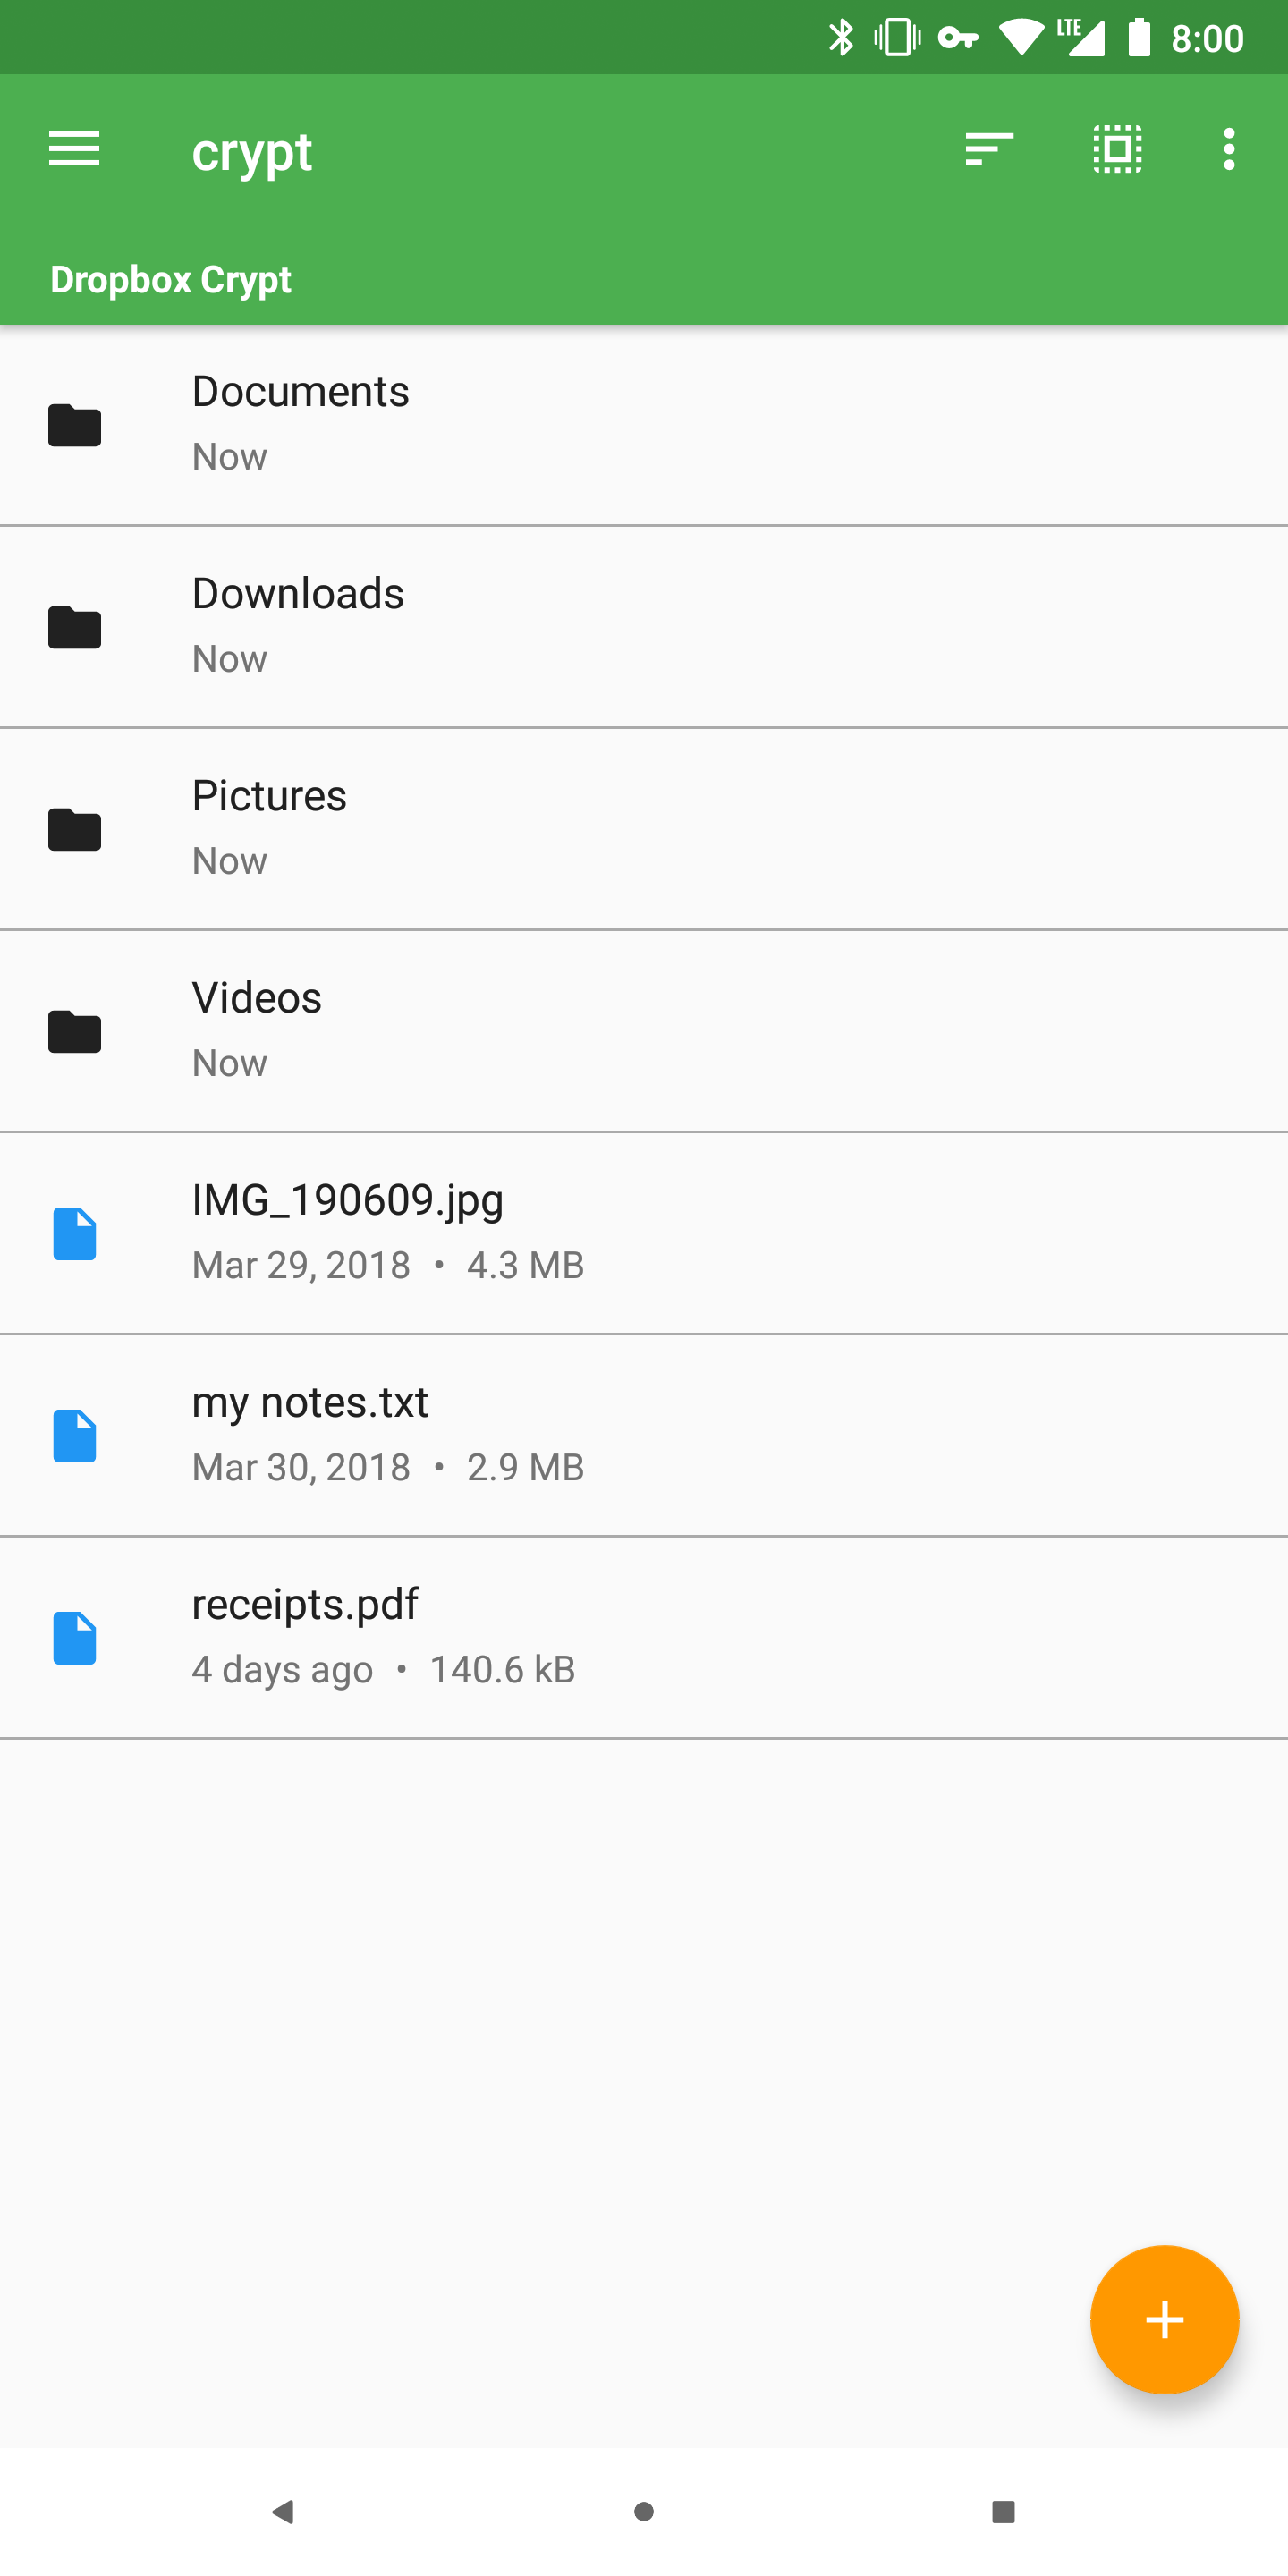 LTE 8:00
crypt
Dropbox Crypt
Documents
Now
Downloads
Now
Pictures
Now
Videos
Now
IMG_190609.jpg
Mar 29, 2018 • 4.3 MB
my notes.txt
Mar 30, 2018 • 2.9 MB
receipts.pdf
4 days ago • 140.6 kB